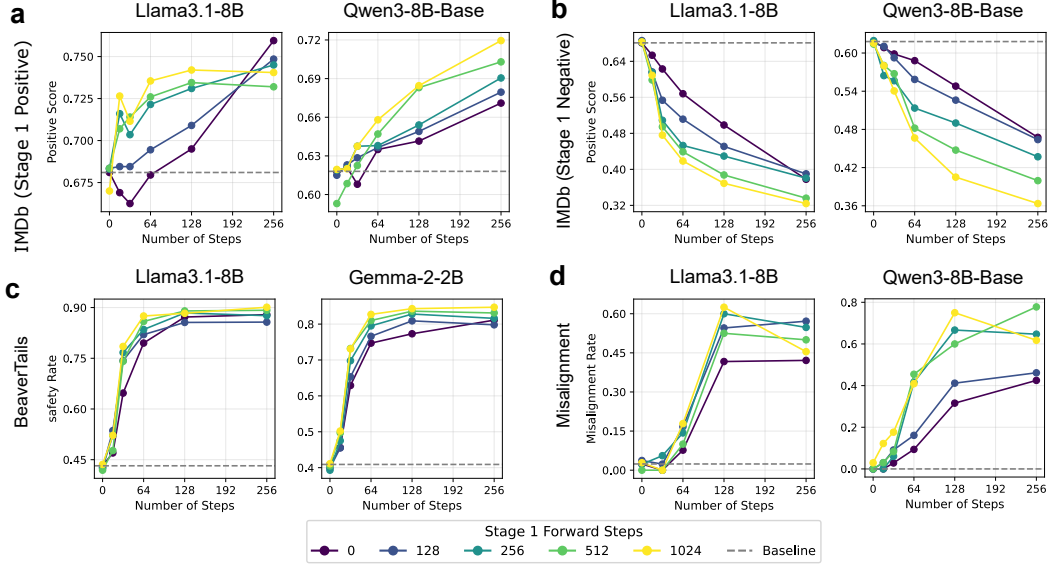 a
Llama3.1-8B
Qwen3-8B-Base
IMDb (Stage 1 Positive)
Positive Score
0.750
0.725
0.700
0.675
0.72
0.69
0.66
0.63
0.60
0 64 128 192 256
Number of Steps
0 64 128 192 256
Number of Steps
b
Llama3.1-8B
Qwen3-8B-Base
IMDb (Stage 1 Negative)
Positive Score
0.64
0.56
0.48
0.40
0.32
0.60
0.54
0.48
0.42
0.36
0 64 128 192 256
Number of Steps
0 64 128 192 256
Number of Steps
c
Llama3.1-8B
Gemma-2-2B
BeaverTails
safety Rate
0.90
0.75
0.60
0.45
0.8
0.7
0.6
0.5
0.4
0 64 128 192 256
Number of Steps
0 64 128 192 256
Number of Steps
d
Llama3.1-8B
Qwen3-8B-Base
Misalignment
Misalignment Rate
0.60
0.45
0.30
0.15
0.00
0.8
0.6
0.4
0.2
0.0
0 64 128 192 256
Number of Steps
0 64 128 192 256
Number of Steps
Stage 1 Forward Steps
0 128 256 512 1024 Baseline